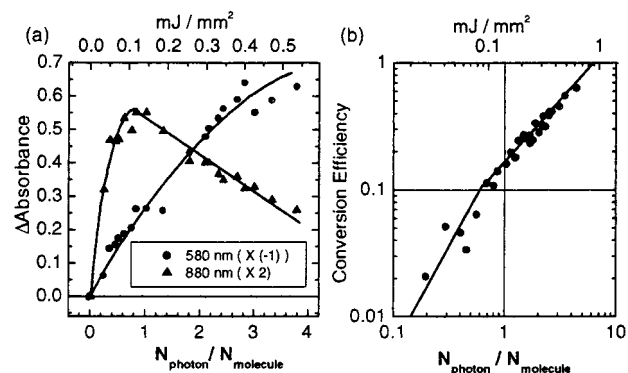 mJ / mm²
(a)
0.0 0.1 0.2 0.3 0.4 0.5
ΔAbsorbance
0.7
0.6
0.5
0.4
0.3
0.2
0.1
0.0
580 nm ( X (-1) )
880 nm ( X 2)
0 1 2 3 4
N photon / N molecule
mJ / mm²
(b)
0.1 1
Conversion Efficiency
1
0.1
0.01
0.1 1 10
N photon / N molecule